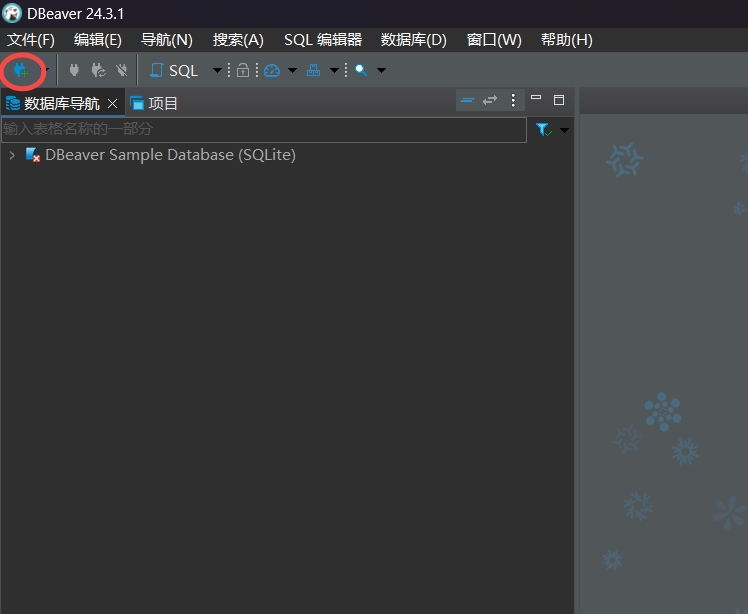 DBeaver 24.3.1
文件(F) 编辑(E) 导航(N) 搜索(A) SQL 编辑器 数据库(D) 窗口(W) 帮助(H)
SQL
数据库导航 项目
输入表格名称的一部分
DBeaver Sample Database (SQLite)